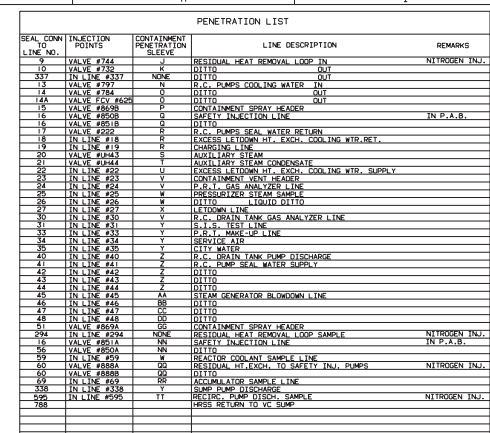 PENETRATION LIST
SEAL CONN TO LINE NO. INJECTION POINTS CONTAINMENT PENETRATION SLEEVE LINE DESCRIPTION REMARKS
9 VALVE #744 J RESIDUAL HEAT REMOVAL LOOP IN NITROGEN INJ.
10 VALVE #732 K DITTO OUT
337 IN LINE #337 NONE DITTO OUT
13 VALVE #797 N R.C. PUMPS COOLING WATER IN
14 VALVE #784 O DITTO OUT
14A VALVE FCV #625 O DITTO OUT
15 VALVE #869B P CONTAINMENT SPRAY HEADER
16 VALVE #850B Q SAFETY INJECTION LINE IN P.A.B.
16 VALVE #851B Q DITTO
17 VALVE #222 R R.C. PUMPS SEAL WATER RETURN
18 IN LINE #18 R EXCESS LETDOWN HT. EXCH. COOLING WTR.RET.
19 IN LINE #19 R CHARGING LINE
20 VALVE #UH43 S AUXILIARY STEAM
21 VALVE #UH44 T AUXILIARY STEAM CONDENSATE
22 IN LINE #22 U EXCESS LETDOWN HT. EXCH. COOLING WTR. SUPPLY
23 IN LINE #23 V CONTAINMENT VENT HEADER
24 IN LINE #24 V P.R.T. GAS ANALYZER LINE
25 IN LINE #25 W PRESSURIZER STEAM SAMPLE
26 IN LINE #26 W DITTO LIQUID DITTO
27 IN LINE #27 X LETDOWN LINE
30 IN LINE #30 V R.C. DRAIN TANK GAS ANALYZER LINE
31 IN LINE #31 Y S.I.S. TEST LINE
33 IN LINE #33 Y P.R.T. MAKE-UP LINE
34 IN LINE #34 Y SERVICE AIR
35 IN LINE #35 Y CITY WATER
40 IN LINE #40 Z R.C. DRAIN TANK PUMP DISCHARGE
41 IN LINE #41 Z R.C. PUMP SEAL WATER SUPPLY
42 IN LINE #42 Z DITTO
43 IN LINE #43 Z DITTO
44 IN LINE #44 Z DITTO
45 IN LINE #45 AA STEAM GENERATOR BLOWDOWN LINE
46 IN LINE #46 BB DITTO
47 IN LINE #47 CC DITTO
48 IN LINE #48 DD DITTO
51 VALVE #869A GG CONTAINMENT SPRAY HEADER
294 IN LINE #294 NONE RESIDUAL HEAT REMOVAL LOOP SAMPLE NITROGEN INJ.
16 VALVE #851A NN SAFETY INJECTION LINE IN P.A.B.
56 VALVE #850A NN DITTO
59 IN LINE #59 W REACTOR COOLANT SAMPLE LINE
60 VALVE #888A QQ RESIDUAL HT.EXCH. TO SAFETY INJ. PUMPS NITROGEN INJ.
60 VALVE #888B QQ DITTO
69 IN LINE #69 RR ACCUMULATOR SAMPLE LINE
338 IN LINE #338 Y SUMP PUMP DISCHARGE
595 IN LINE #595 TT RECIRC. PUMP DISCH. SAMPLE NITROGEN INJ.
788 HRSS RETURN TO VC SUMP